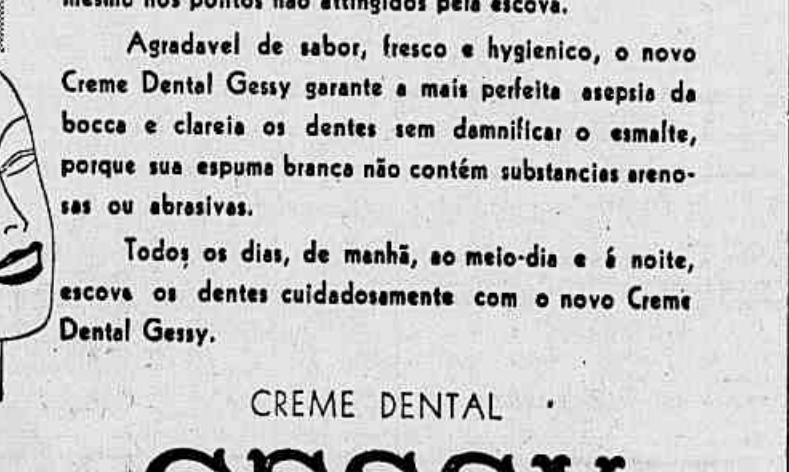 mesmo nos pontos não attingidos pela escova.
Agradavel de sabor, fresco e hygienico, o novo
Creme Dental Gessy garante a mais perfeita asepsia da
bocca e clareia os dentes sem damnificar o esmalte,
porque sua espuma branca não contém substancias areno-
sas ou abrasivas.
Todos os dias, de manhã, ao meio-dia e á noite,
escove os dentes cuidadosamente com o novo Creme
Dental Gessy.
CREME DENTAL
GESSY